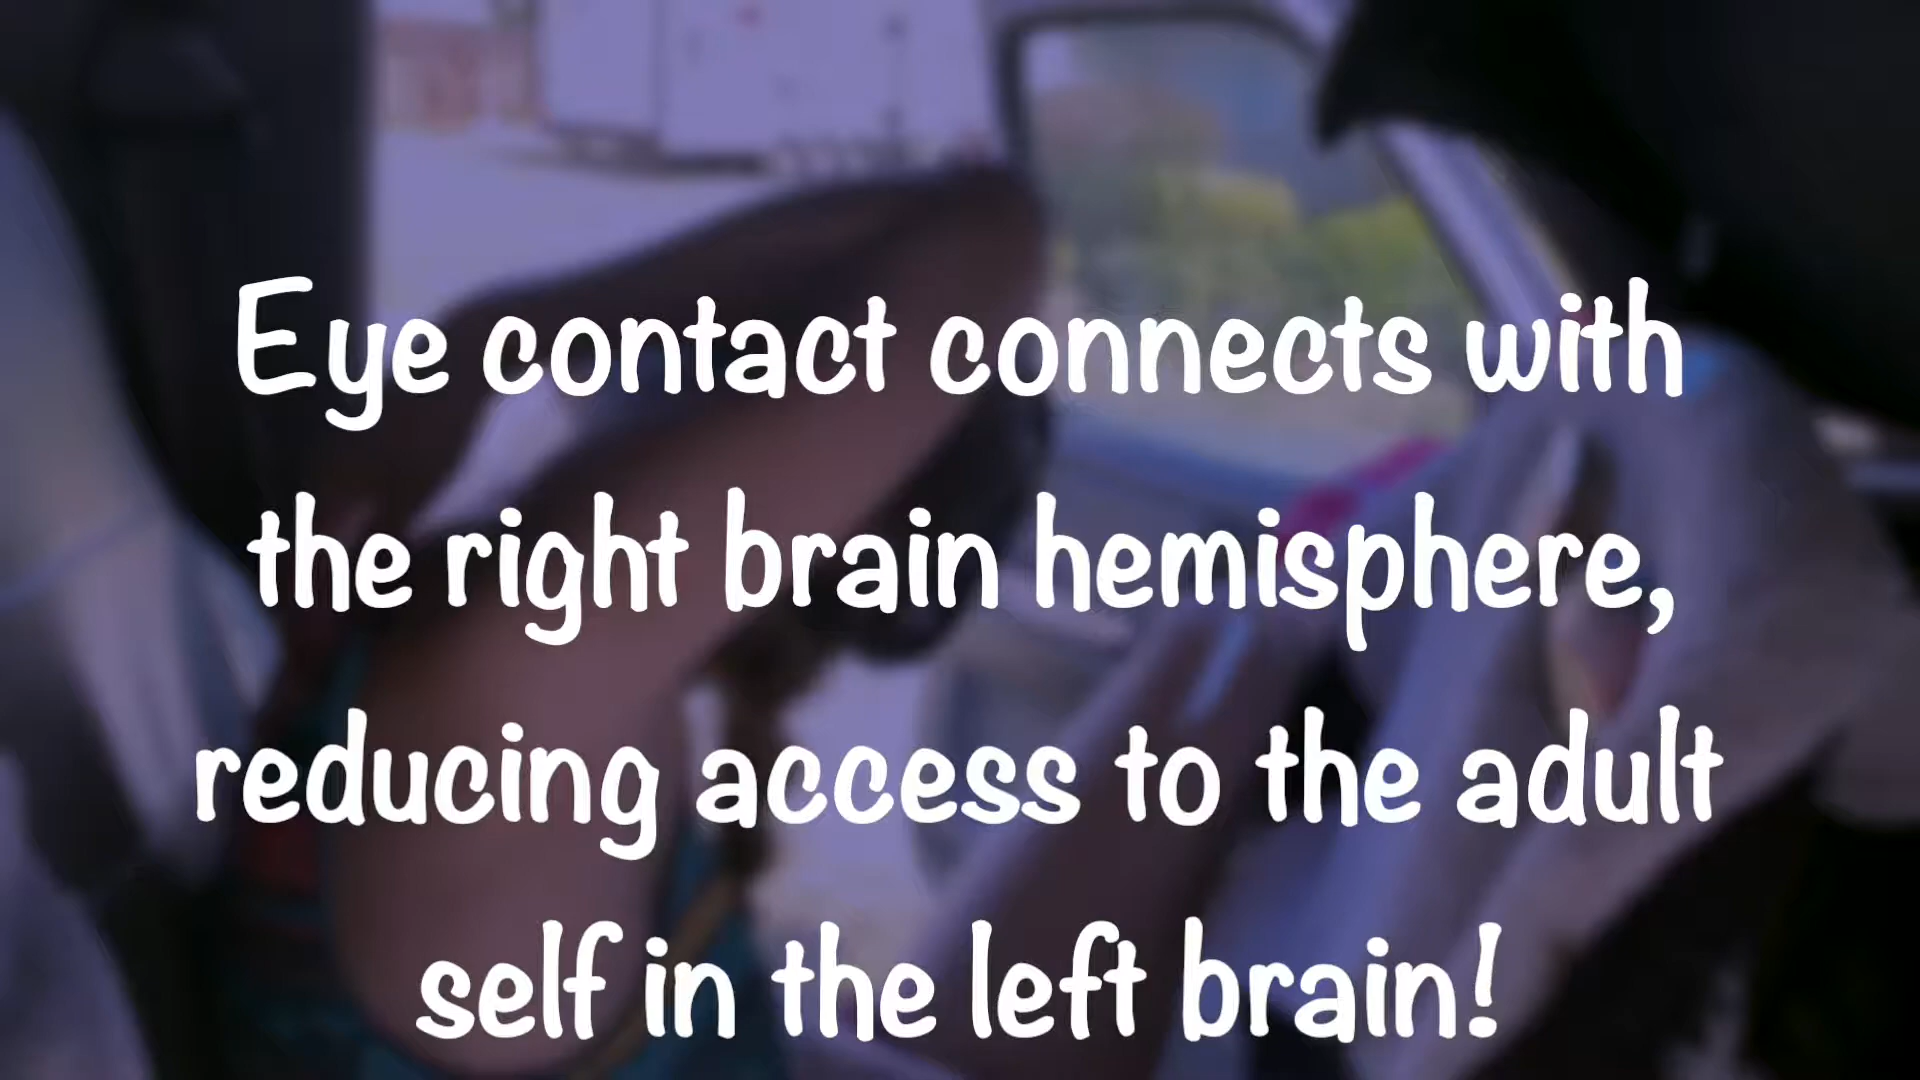 Eye contact connects with
the right brain hemisphere,
reducing access to the adult
self in the left brain!